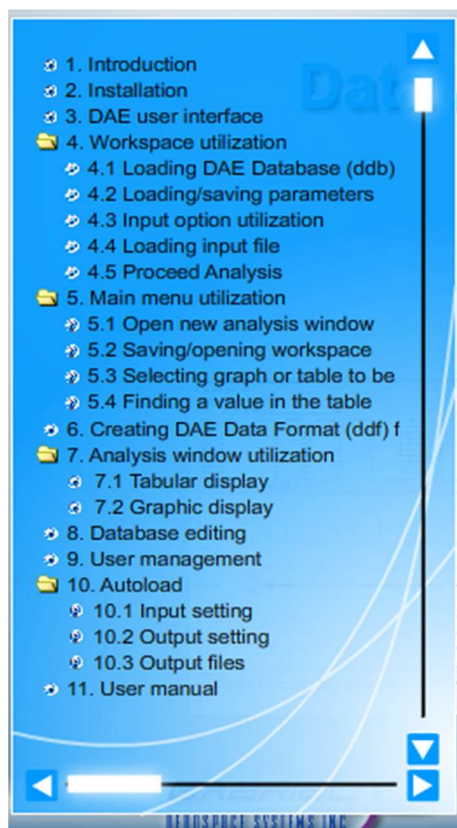 Dat
1. Introduction
2. Installation
3. DAE user interface
4. Workspace utilization
4.1 Loading DAE Database (ddb)
4.2 Loading/saving parameters
4.3 Input option utilization
4.4 Loading input file
4.5 Proceed Analysis
5. Main menu utilization
5.1 Open new analysis window
5.2 Saving/opening workspace
5.3 Selecting graph or table to be
5.4 Finding a value in the table
6. Creating DAE Data Format (ddf) f
7. Analysis window utilization
7.1 Tabular display
7.2 Graphic display
8. Database editing
9. User management
10. Autoload
10.1 Input setting
10.2 Output setting
10.3 Output files
11. User manual
AEROSPACE SYSTEMS INC